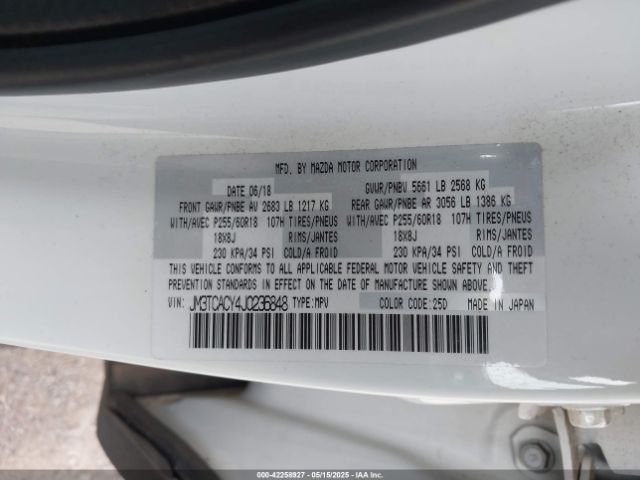 MFD. BY MAZDA MOTOR CORPORATION
DATE 06/18 GVWR/PNBV 5661 LB 2568 KG
FRONT GAWR/PNBE AV 2683 LB 1217 KG REAR GAWR/PNBE AR 3056 LB 1386 KG
WITH/AVEC P255/60R18 107H TIRES/PNEUS WITH/AVEC P255/60R18 107H TIRES/PNEUS
18X8J RIMS/JANTES 18X8J RIMS/JANTES
230 KPA/34 PSI COLD/A FROID 230 KPA/34 PSI COLD/A FROID
THIS VEHICLE CONFORMS TO ALL APPLICABLE FEDERAL MOTOR VEHICLE SAFETY AND THEFT
PREVENTION STANDARDS IN EFFECT ON THE DATE OF MANUFACTURE SHOWN ABOVE.
VIN: JM3TCACY4J0235848 TYPE:MPV COLOR CODE:25D MADE IN JAPAN
000-42258927 - 05/15/2025 - IAA Inc.